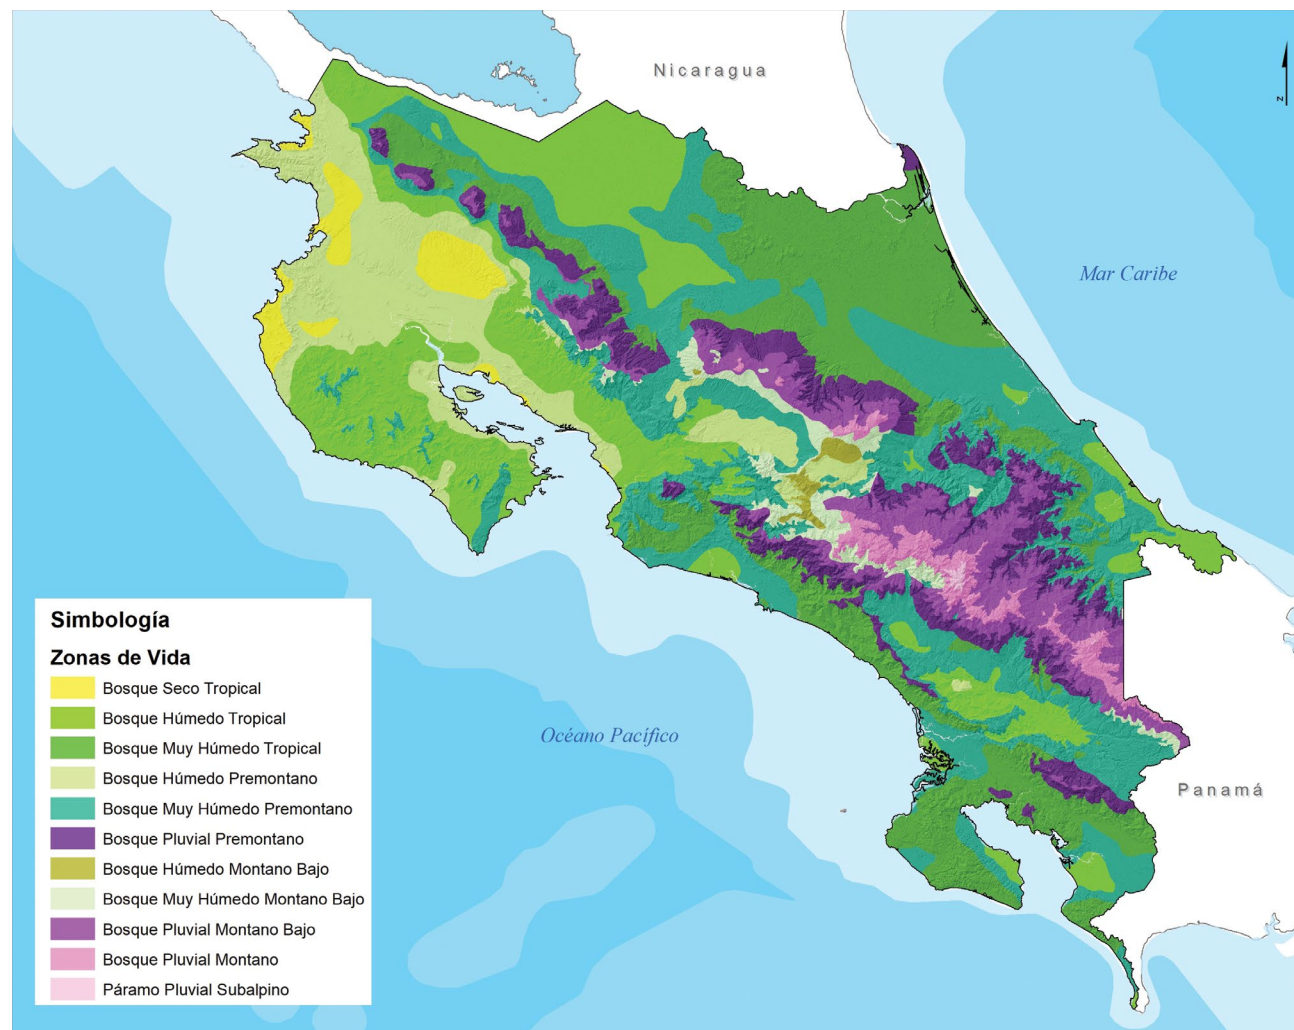 Nicaragua
N
Mar Caribe
Océano Pacífico
Panamá
Simbología
Zonas de Vida
Bosque Seco Tropical
Bosque Húmedo Tropical
Bosque Muy Húmedo Tropical
Bosque Húmedo Premontano
Bosque Muy Húmedo Premontano
Bosque Pluvial Premontano
Bosque Húmedo Montano Bajo
Bosque Muy Húmedo Montano Bajo
Bosque Pluvial Montano Bajo
Bosque Pluvial Montano
Páramo Pluvial Subalpino